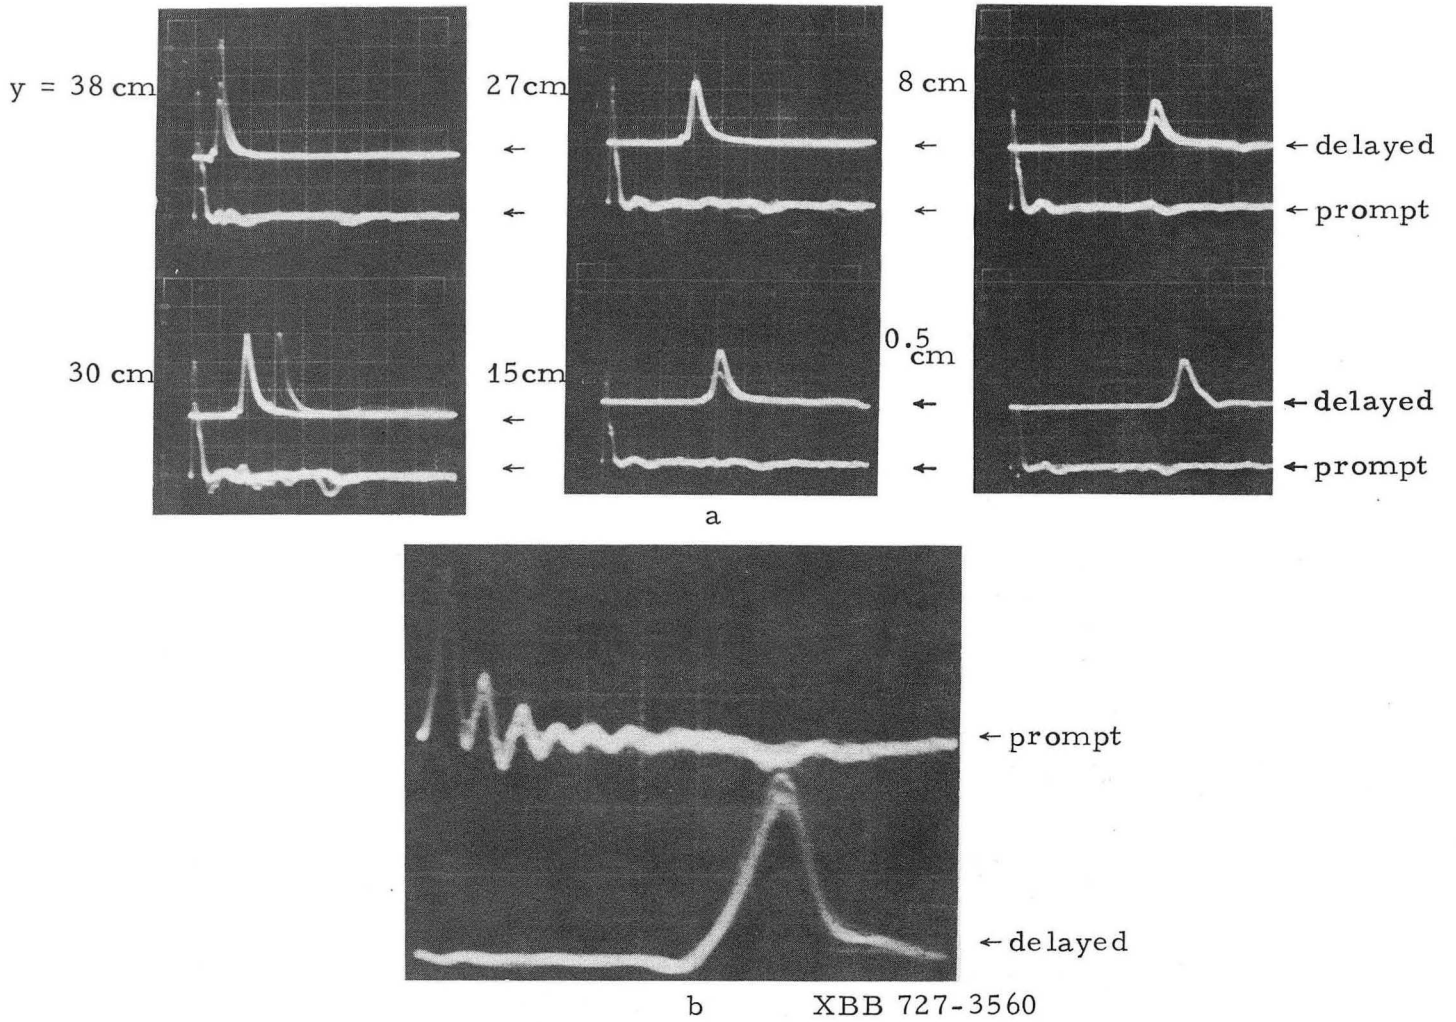 y = 38 cm
27cm
8 cm
← delayed
← prompt
30 cm
15cm
0.5 cm
← delayed
← prompt
a
← prompt
← delayed
b XBB 727-3560